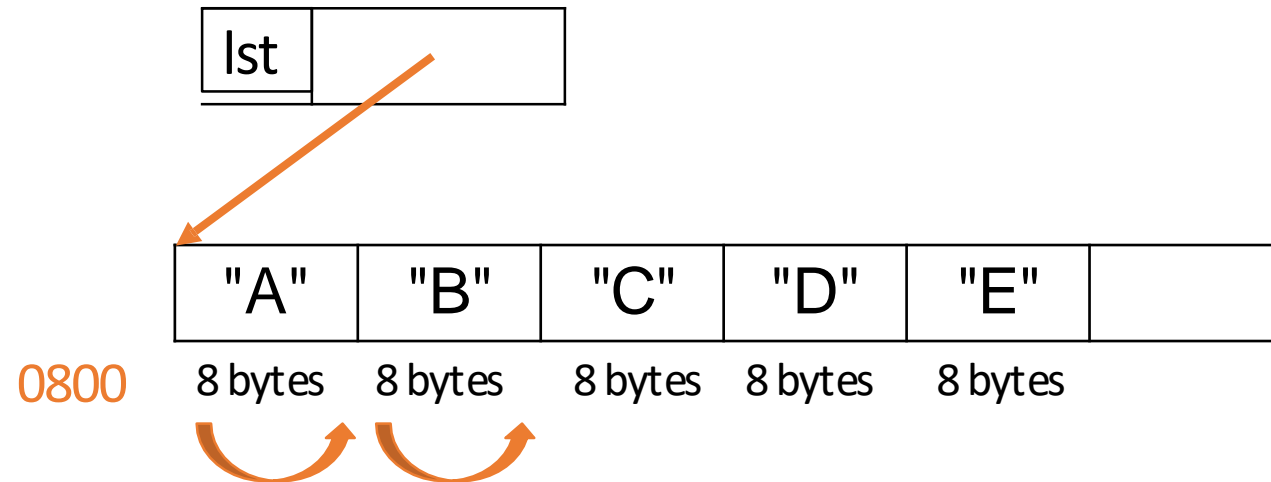 lst
"A" "B" "C" "D" "E"
0800 8 bytes 8 bytes 8 bytes 8 bytes 8 bytes